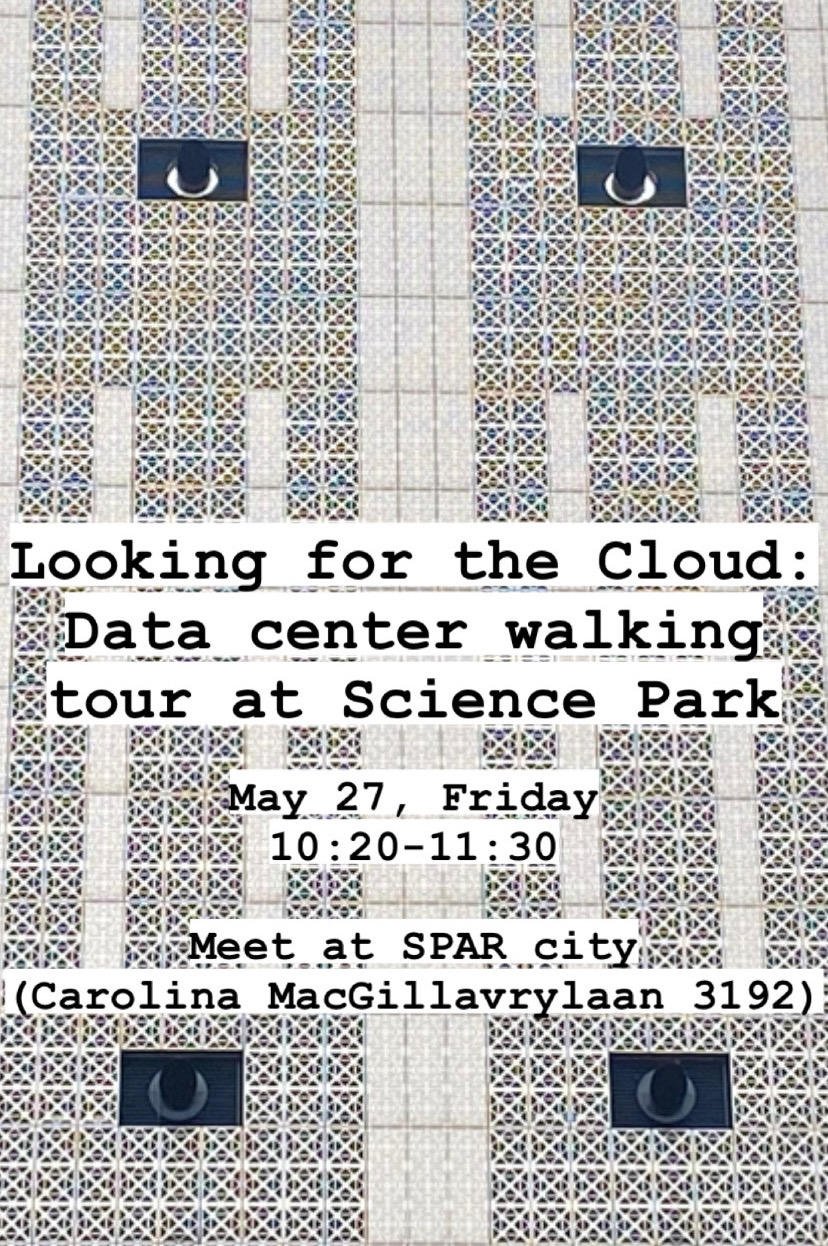 Looking for the Cloud:
Data center walking
tour at Science Park
May 27, Friday
10:20-11:30
Meet at SPAR city
(Carolina MacGillavrylaan 3192)